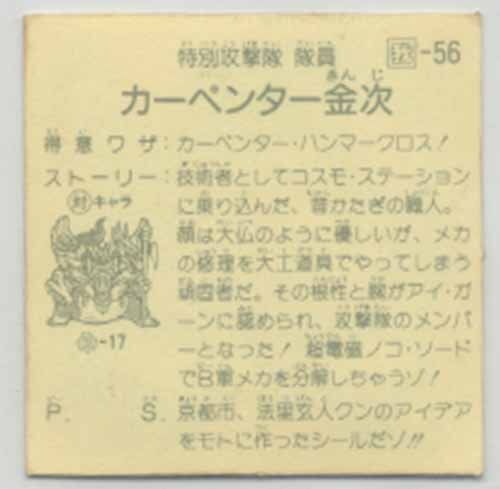 特別攻撃隊 隊員
-56
きんじ
カーペンター金次
得意ワザ:カーペンター・ハンマークロス!
ストーリー:技術者としてコスモ・ステーション
対 キャラ
に乗り込んだ、昔かたぎの職人。
顔は大仏のように優しいが、メカ
の修理を大工道具でやってしまう
頑固者だ。その根性と腕がアイ・ガ
-17
ーンに認められ、攻撃隊のメンバ
ーとなった! 超電磁ノコ・ソード
でB軍メカを分解しちゃうゾ!
P. S. 京都市、法里玄人クンのアイデア
をモトに作ったシールだゾ!!